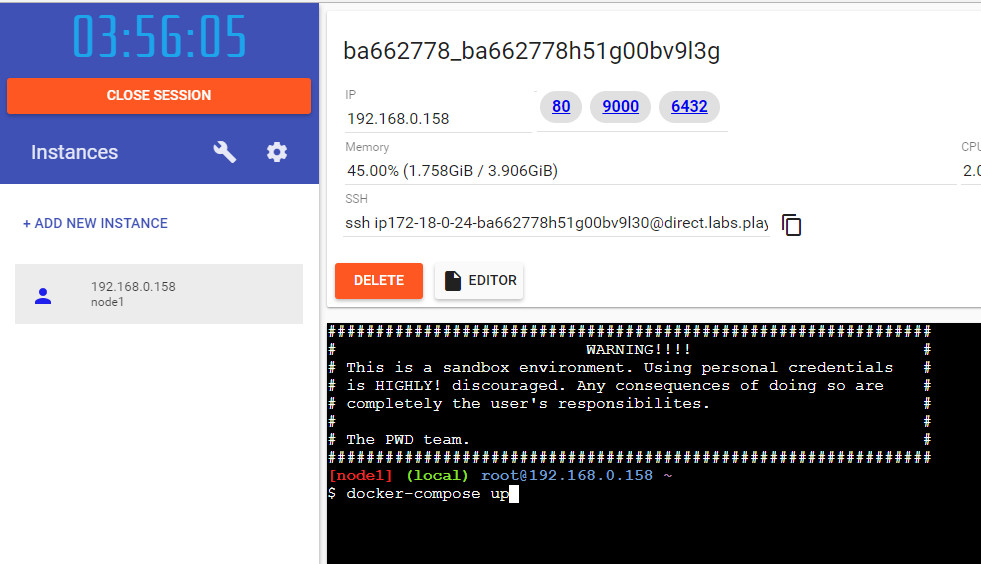 03:56:05
CLOSE SESSION
Instances
+ ADD NEW INSTANCE
192.168.0.158
node1
ba662778_ba662778h51g00bv9l3g
IP
192.168.0.158
80 9000 6432
Memory
45.00% (1.758GiB / 3.906GiB)
CPU
2.0
SSH
ssh ip172-18-0-24-ba662778h51g00bv9l30@direct.labs.play
DELETE
EDITOR
###############################################################
# WARNING!!!! #
# This is a sandbox environment. Using personal credentials #
# is HIGHLY! discouraged. Any consequences of doing so are #
# completely the user's responsibilites. #
# #
# The PWD team. #
###############################################################
[node1] (local) root@192.168.0.158 ~
$ docker-compose up